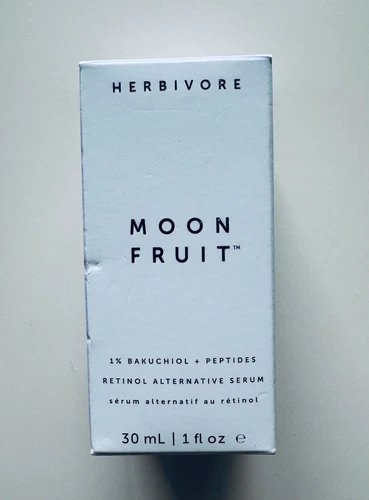 HERBIVORE
MOON
FRUIT™
1% BAKUCHIOL + PEPTIDES
RETINOL ALTERNATIVE SERUM
sérum alternatif au rétinol
30 mL | 1 fl oz ℮